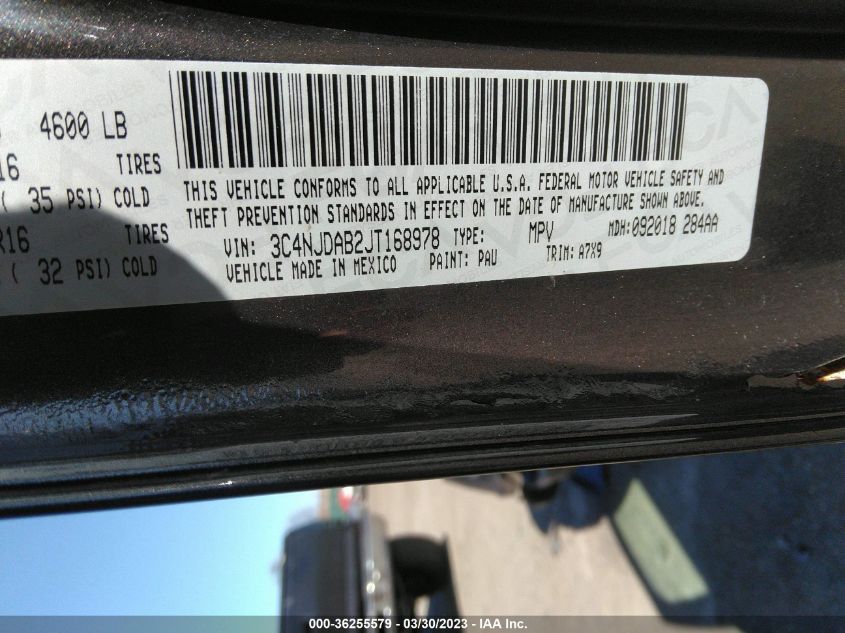 4600 LB
16 TIRES
( 35 PSI) COLD
R16 TIRES
( 32 PSI) COLD
THIS VEHICLE CONFORMS TO ALL APPLICABLE U.S.A. FEDERAL MOTOR VEHICLE SAFETY AND
THEFT PREVENTION STANDARDS IN EFFECT ON THE DATE OF MANUFACTURE SHOWN ABOVE.
VIN: 3C4NJDAB2JT168978 TYPE: MPV MDH:092018 284AA
VEHICLE MADE IN MEXICO PAINT: PAU TRIM: A7X9
000-36255579 — 03/30/2023 — IAA Inc.